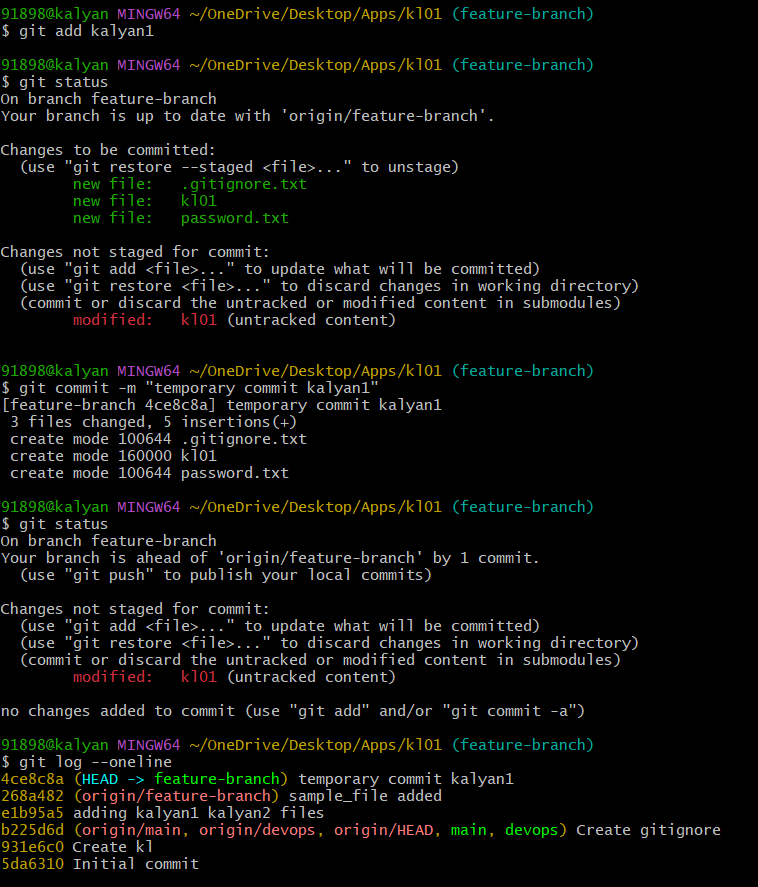 91898@kalyan MINGW64 ~/OneDrive/Desktop/Apps/kl01 (feature-branch)
$ git add kalyan1
91898@kalyan MINGW64 ~/OneDrive/Desktop/Apps/kl01 (feature-branch)
$ git status
On branch feature-branch
Your branch is up to date with 'origin/feature-branch'.
Changes to be committed:
  (use "git restore --staged <file>..." to unstage)
        new file:   .gitignore.txt
        new file:   kl01
        new file:   password.txt
Changes not staged for commit:
  (use "git add <file>..." to update what will be committed)
  (use "git restore <file>..." to discard changes in working directory)
  (commit or discard the untracked or modified content in submodules)
        modified:   kl01 (untracked content)
91898@kalyan MINGW64 ~/OneDrive/Desktop/Apps/kl01 (feature-branch)
$ git commit -m "temporary commit kalyan1"
[feature-branch 4ce8c8a] temporary commit kalyan1
 3 files changed, 5 insertions(+)
 create mode 100644 .gitignore.txt
 create mode 160000 kl01
 create mode 100644 password.txt
91898@kalyan MINGW64 ~/OneDrive/Desktop/Apps/kl01 (feature-branch)
$ git status
On branch feature-branch
Your branch is ahead of 'origin/feature-branch' by 1 commit.
  (use "git push" to publish your local commits)
Changes not staged for commit:
  (use "git add <file>..." to update what will be committed)
  (use "git restore <file>..." to discard changes in working directory)
  (commit or discard the untracked or modified content in submodules)
        modified:   kl01 (untracked content)
no changes added to commit (use "git add" and/or "git commit -a")
91898@kalyan MINGW64 ~/OneDrive/Desktop/Apps/kl01 (feature-branch)
$ git log --oneline
4ce8c8a (HEAD -> feature-branch) temporary commit kalyan1
268a482 (origin/feature-branch) sample_file added
e1b95a5 adding kalyan1 kalyan2 files
b225d6d (origin/main, origin/devops, origin/HEAD, main, devops) Create gitignore
931e6c0 Create kl
5da6310 Initial commit